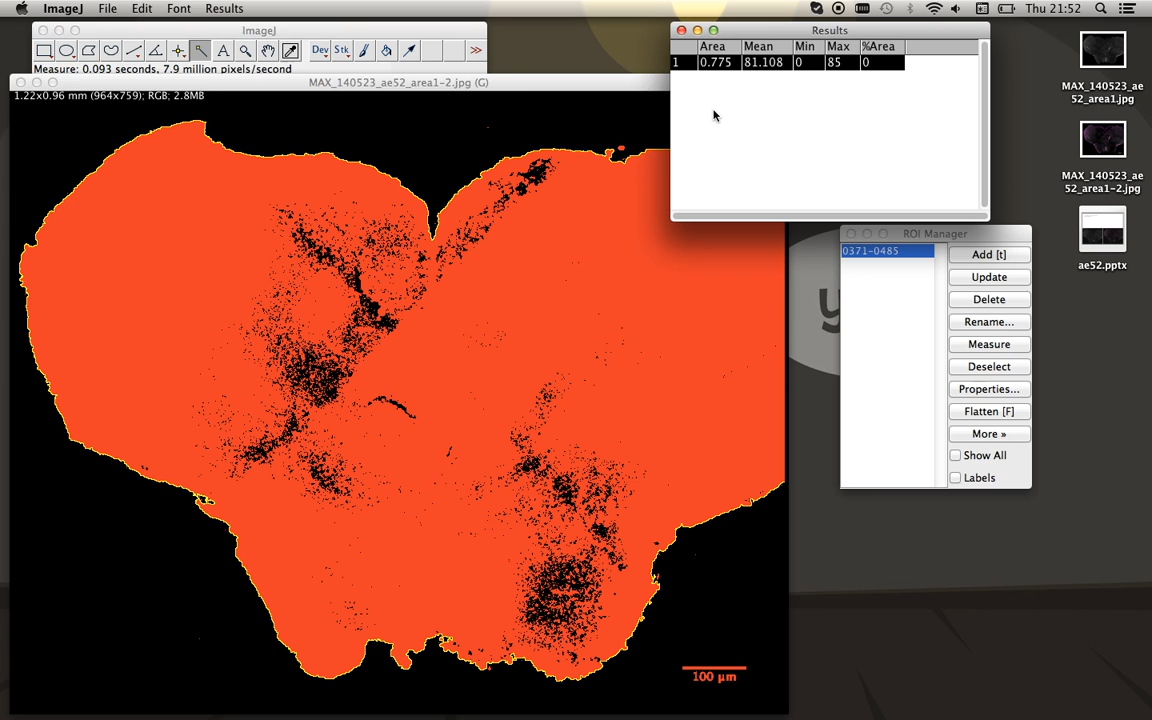 ImageJ File Edit Font Results Thu 21:52
ImageJ
Dev Stk A >>
Measure: 0.093 seconds, 7.9 million pixels/second
MAX_140523_ae52_area1-2.jpg (G)
1.22x0.96 mm (964x759); RGB; 2.8MB
100 µm
Results
Area Mean Min Max %Area
1 0.775 81.108 0 85 0
ROI Manager
0371-0485
Add [t]
Update
Delete
Rename...
Measure
Deselect
Properties...
Flatten [F]
More »
Show All
Labels
y
MAX_140523_ae
52_area1.jpg
MAX_140523_ae
52_area1-2.jpg
ae52.pptx